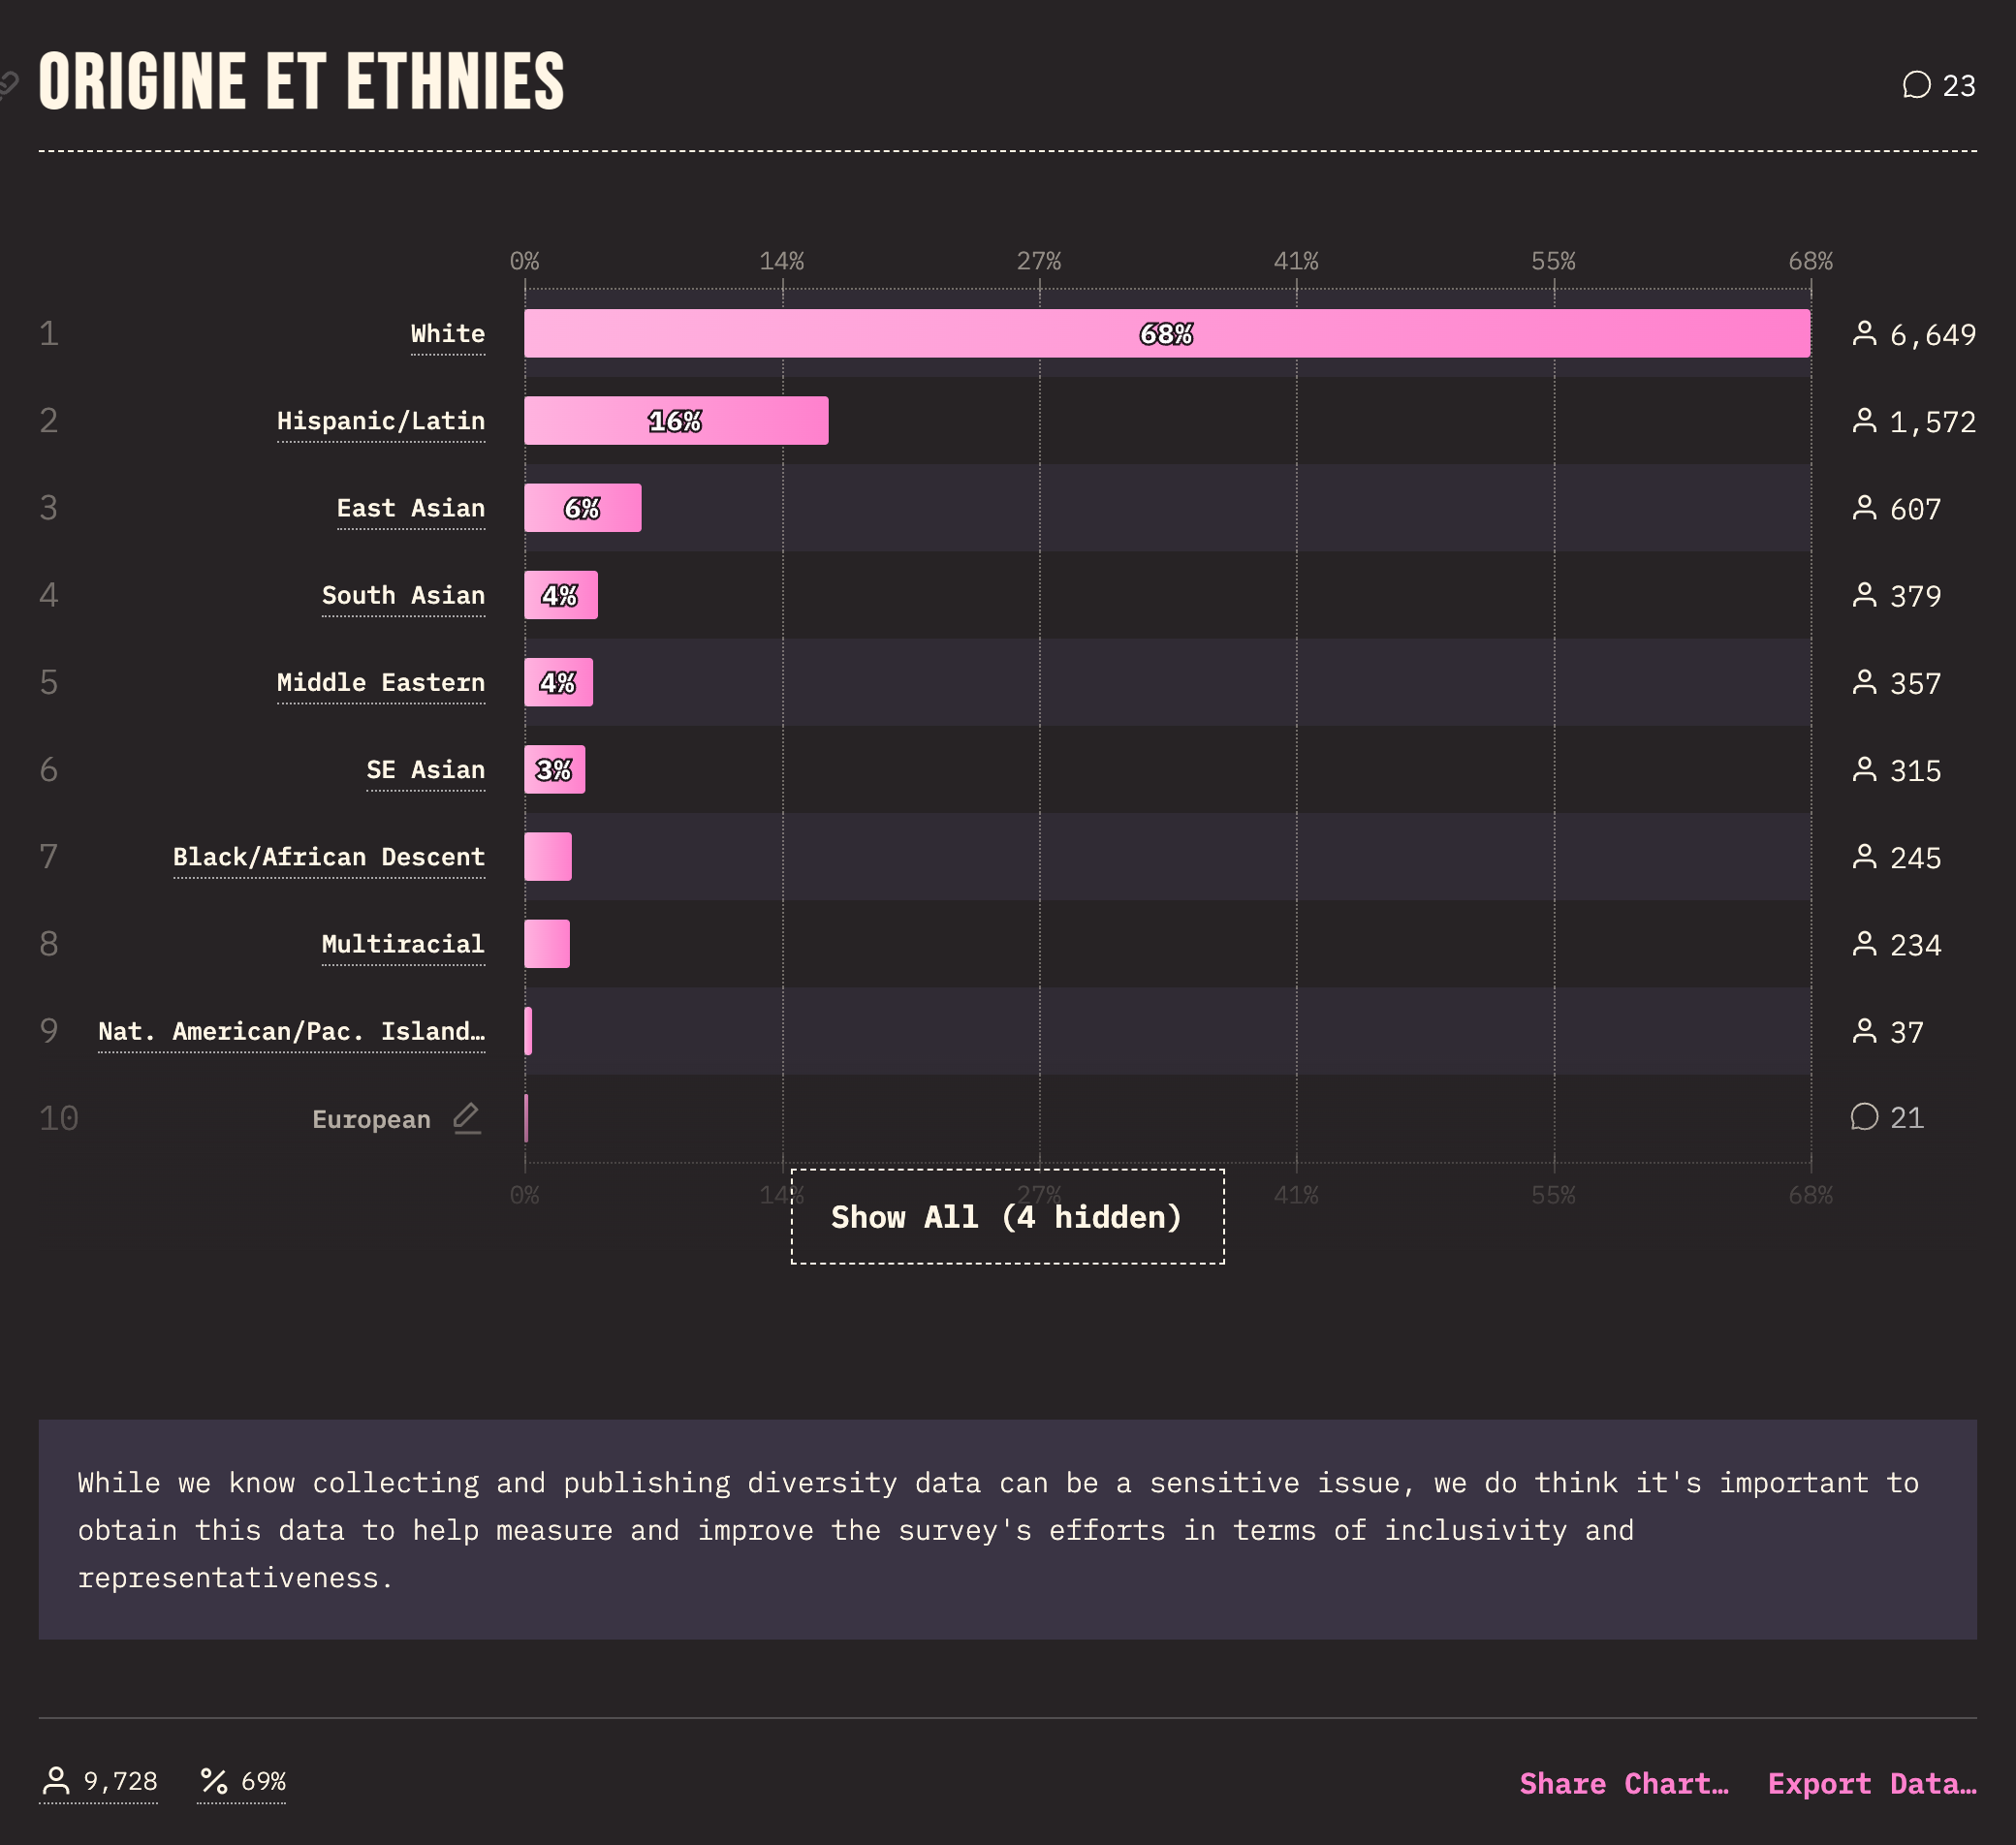 ORIGINE ET ETHNIES
23
0% 14% 27% 41% 55% 68%
1 White 68% 6,649
2 Hispanic/Latin 16% 1,572
3 East Asian 6% 607
4 South Asian 4% 379
5 Middle Eastern 4% 357
6 SE Asian 3% 315
7 Black/African Descent 245
8 Multiracial 234
9 Nat. American/Pac. Island… 37
10 European 21
0% 14% 27% 41% 55% 68%
Show All (4 hidden)
While we know collecting and publishing diversity data can be a sensitive issue, we do think it's important to
obtain this data to help measure and improve the survey's efforts in terms of inclusivity and
representativeness.
9,728 % 69% Share Chart… Export Data…